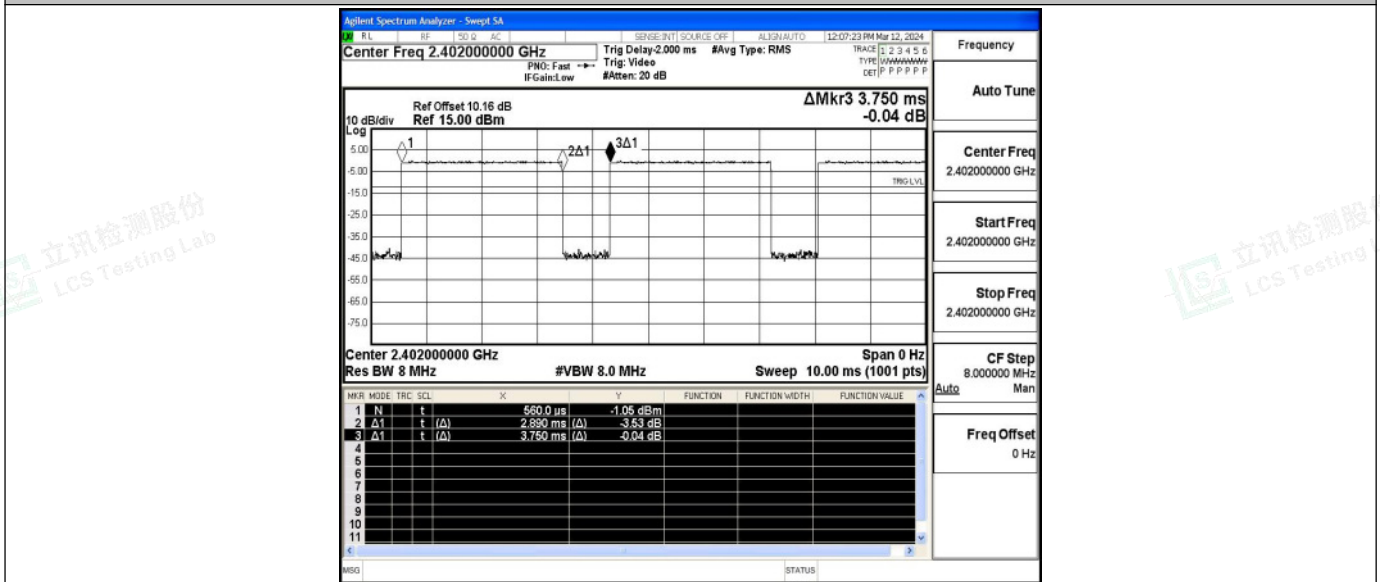 Agilent Spectrum Analyzer - Swept SA
RL RF 50 Ω AC SENSE:INT SOURCE OFF ALIGNAUTO 12:07:23 PM Mar 12, 2024
Center Freq 2.402000000 GHz
Trig Delay-2.000 ms #Avg Type: RMS
TRACE 1 2 3 4 5 6
PNO: Fast Trig: Video
TYPE
IFGain:Low #Atten: 20 dB
DET P P P P P P
ΔMkr3 3.750 ms
-0.04 dB
Ref Offset 10.16 dB
10 dB/div Ref 15.00 dBm
Log
1
2Δ1
3Δ1
5.00
-5.00
TRIG LVL
-15.0
-25.0
-35.0
-45.0
-55.0
-65.0
-75.0
Center 2.402000000 GHz Span 0 Hz
Res BW 8 MHz #VBW 8.0 MHz Sweep 10.00 ms (1001 pts)
MKR MODE TRC SCL X Y FUNCTION FUNCTION WIDTH FUNCTION VALUE
1 N t 560.0 µs -1.05 dBm
2 Δ1 t (Δ) 2.890 ms (Δ) -3.53 dB
3 Δ1 t (Δ) 3.750 ms (Δ) -0.04 dB
4
5
6
7
8
9
10
11
MSG STATUS
Frequency
Auto Tune
Center Freq
2.402000000 GHz
Start Freq
2.402000000 GHz
Stop Freq
2.402000000 GHz
CF Step
8.000000 MHz
Auto Man
Freq Offset
0 Hz
立讯检测股份
LCS Testing Lab
立讯检测股
LCS Testing